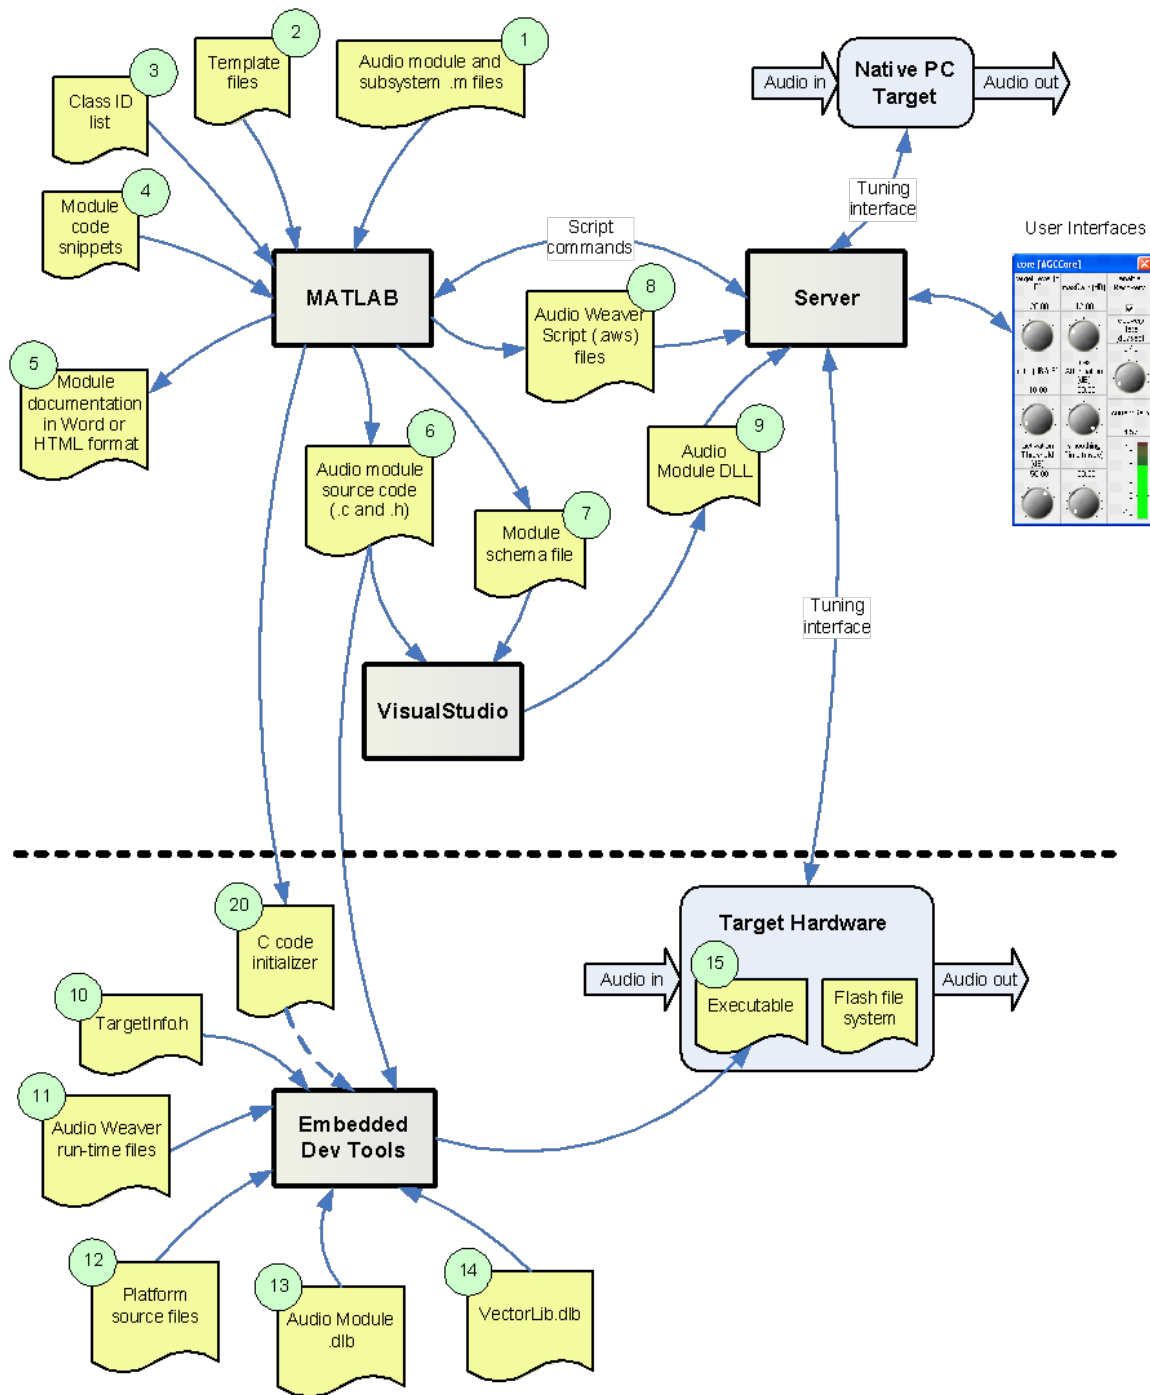 1
Audio module and
subsystem .m files
2
Template
files
3
Class ID
list
4
Module
code
snippets
Audio in
Native PC
Target
Audio out
Tuning
interface
Script
commands
User Interfaces
MATLAB
Server
8
Audio Weaver
Script (.aws)
files
core [AGCCore]
5
Module
documentation
in Word or
HTML format
6
Audio module
source code
(.c and .h)
7
Module
schema file
9
Audio
Module DLL
Tuning
interface
VisualStudio
20
C code
initializer
10
TargetInfo.h
11
Audio Weaver
run-time files
Embedded
Dev Tools
12
Platform
source files
13
Audio Module
.dlb
14
VectorLib.dlb
Target Hardware
Audio in
15
Executable
Flash file
system
Audio out